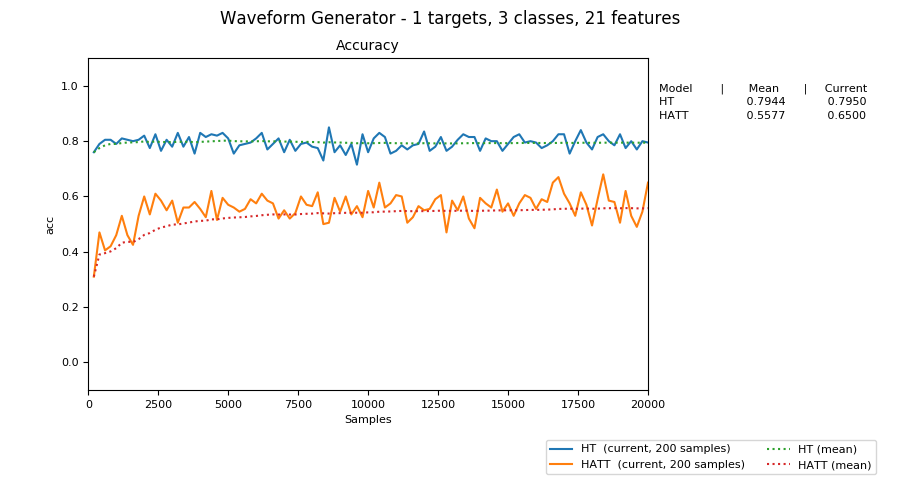 Waveform Generator - 1 targets, 3 classes, 21 features
Accuracy
Model | Mean | Current
HT 0.7944 0.7950
HATT 0.5577 0.6500
acc
1.0
0.8
0.6
0.4
0.2
0.0
0 2500 5000 7500 10000 12500 15000 17500 20000
Samples
HT (current, 200 samples) HT (mean)
HATT (current, 200 samples) HATT (mean)